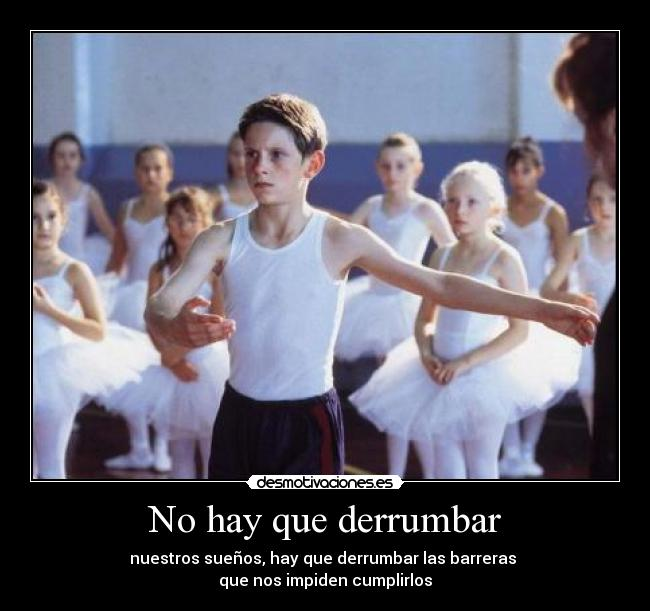 desmotivaciones.es
No hay que derrumbar
nuestros sueños, hay que derrumbar las barreras
que nos impiden cumplirlos